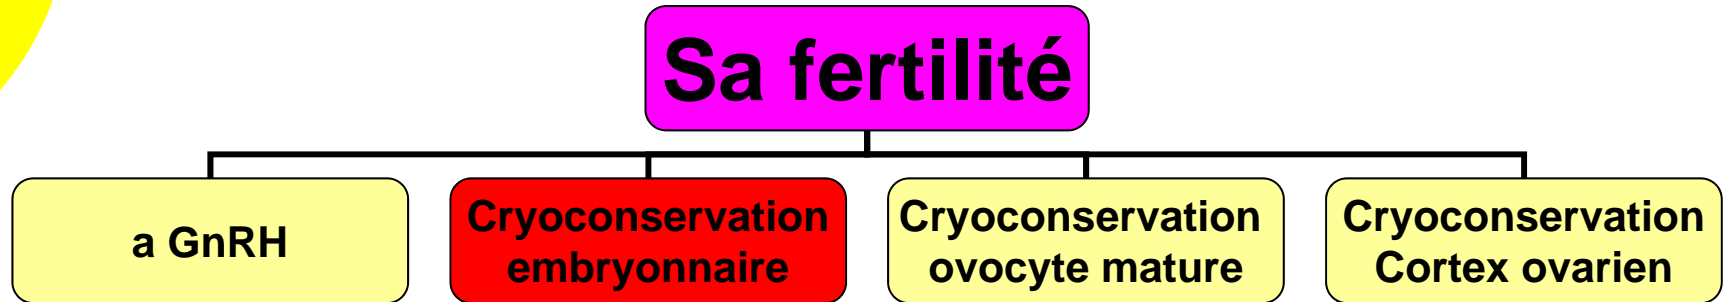 Sa fertilité
a GnRH
Cryoconservation
embryonnaire
Cryoconservation
ovocyte mature
Cryoconservation
Cortex ovarien